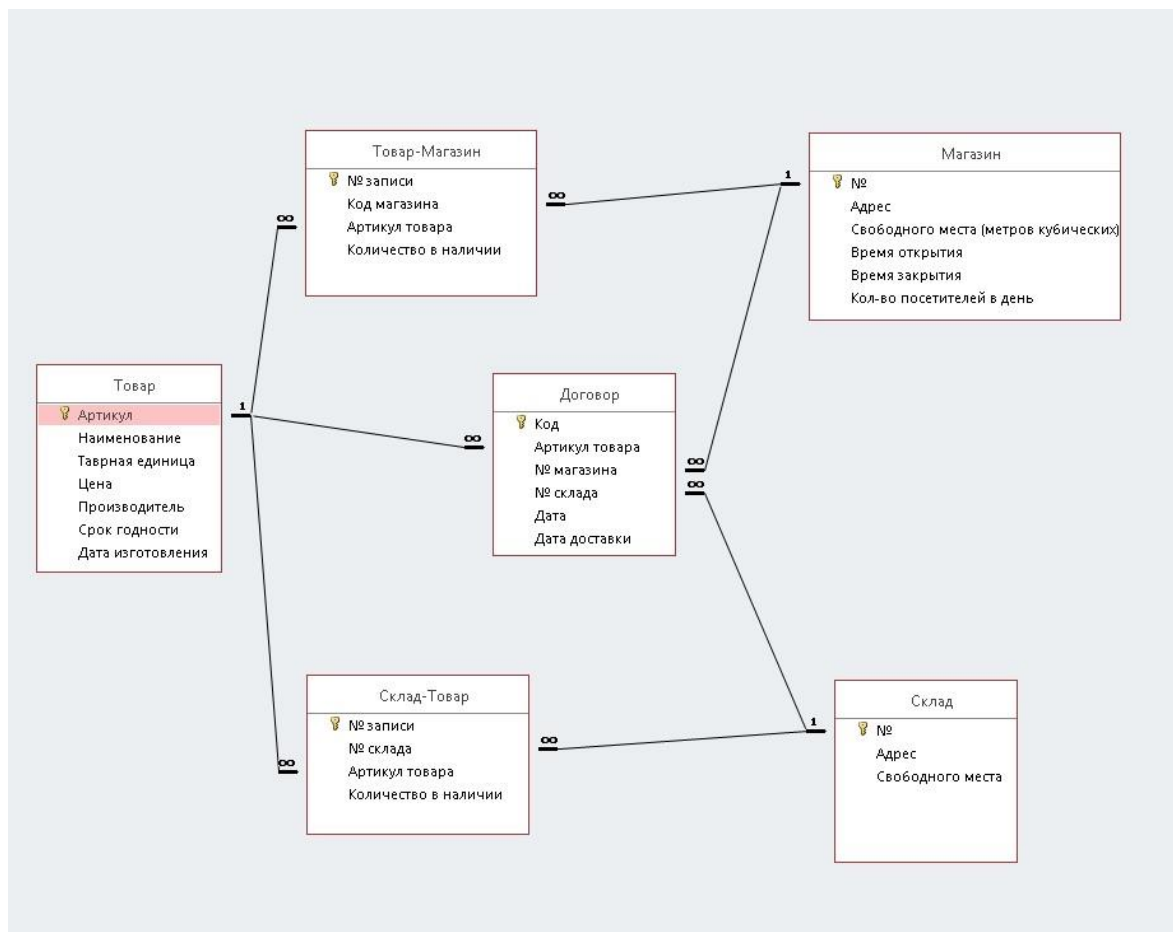 Товар-Магазин
№ записи
Код магазина
Артикул товара
Количество в наличии
∞
∞
Магазин
1
№
Адрес
Свободного места (метров кубических)
Время открытия
Время закрытия
Кол-во посетителей в день
Товар
1
Артикул
Наименование
Таврная единица
Цена
Производитель
Срок годности
Дата изготовления
Договор
∞
Код
Артикул товара
№ магазина
№ склада
Дата
Дата доставки
∞
∞
Склад-Товар
№ записи
№ склада
Артикул товара
Количество в наличии
∞
∞
Склад
1
№
Адрес
Свободного места